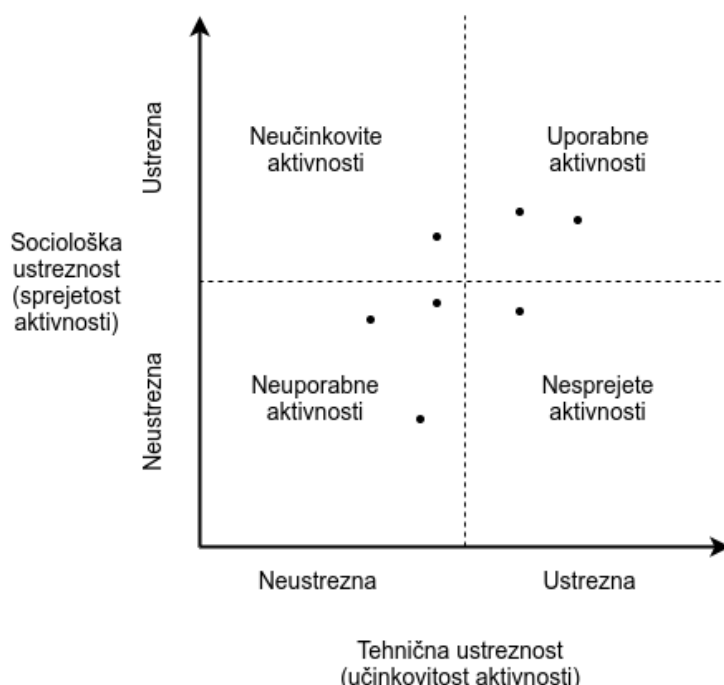 Ustrezna
Neučinkovite
aktivnosti
Uporabne
aktivnosti
Sociološka
ustreznost
(sprejetost
aktivnosti)
Neustrezna
Neuporabne
aktivnosti
Nesprejete
aktivnosti
Neustrezna
Ustrezna
Tehnična ustreznost
(učinkovitost aktivnosti)